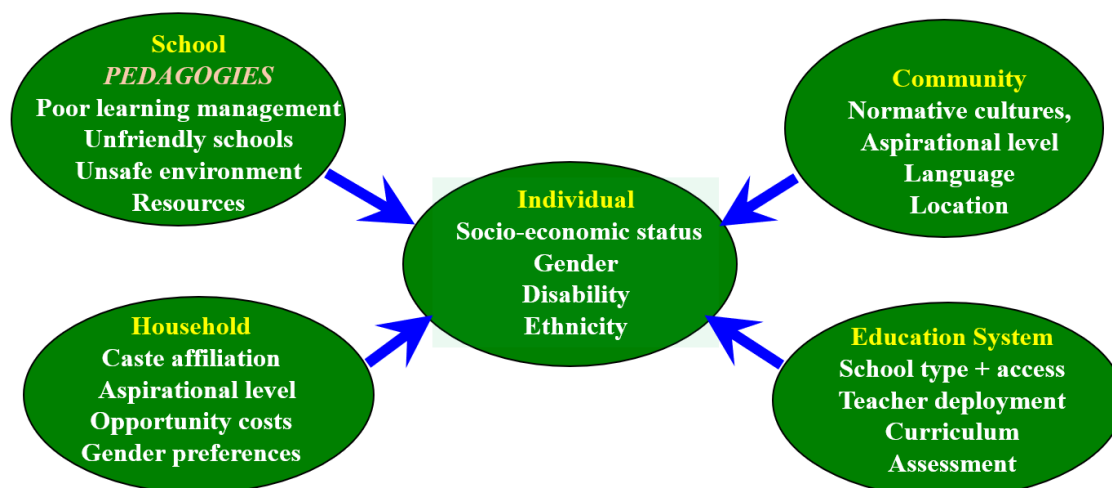 School
PEDAGOGIES
Poor learning management
Unfriendly schools
Unsafe environment
Resources
Community
Normative cultures,
Aspirational level
Language
Location
Individual
Socio-economic status
Gender
Disability
Ethnicity
Household
Caste affiliation
Aspirational level
Opportunity costs
Gender preferences
Education System
School type + access
Teacher deployment
Curriculum
Assessment